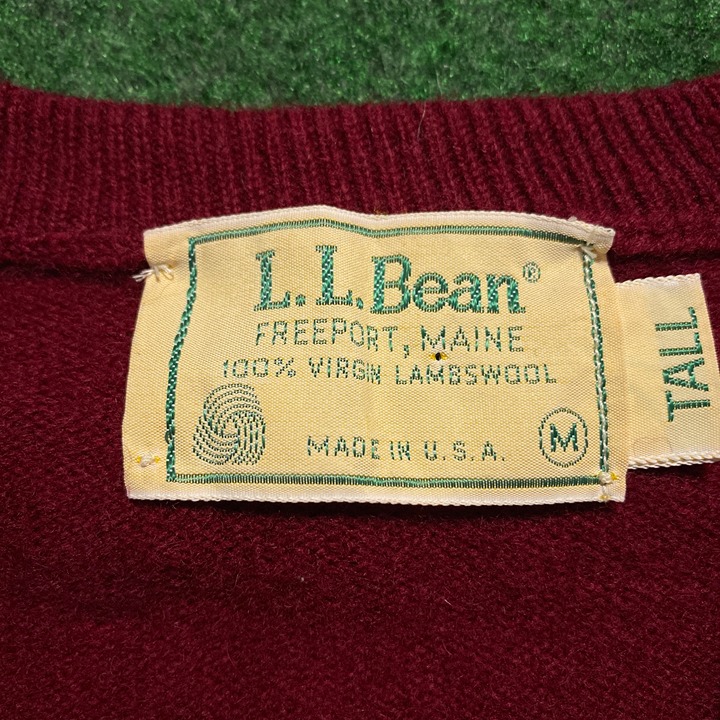 L.L.Bean®
FREEPORT, MAINE
100% VIRGIN LAMBSWOOL
MADE IN U.S.A.
M
TALL